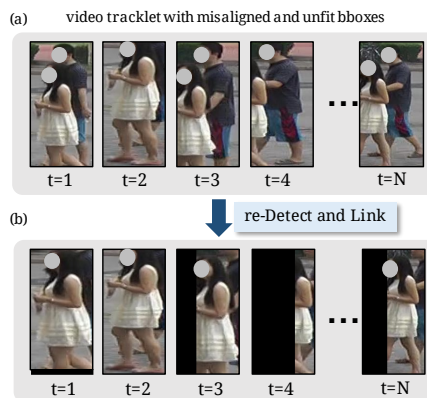 (a) video tracklet with misaligned and unfit bboxes
t=1 t=2 t=3 t=4 ... t=N
re-Detect and Link
(b)
t=1 t=2 t=3 t=4 ... t=N